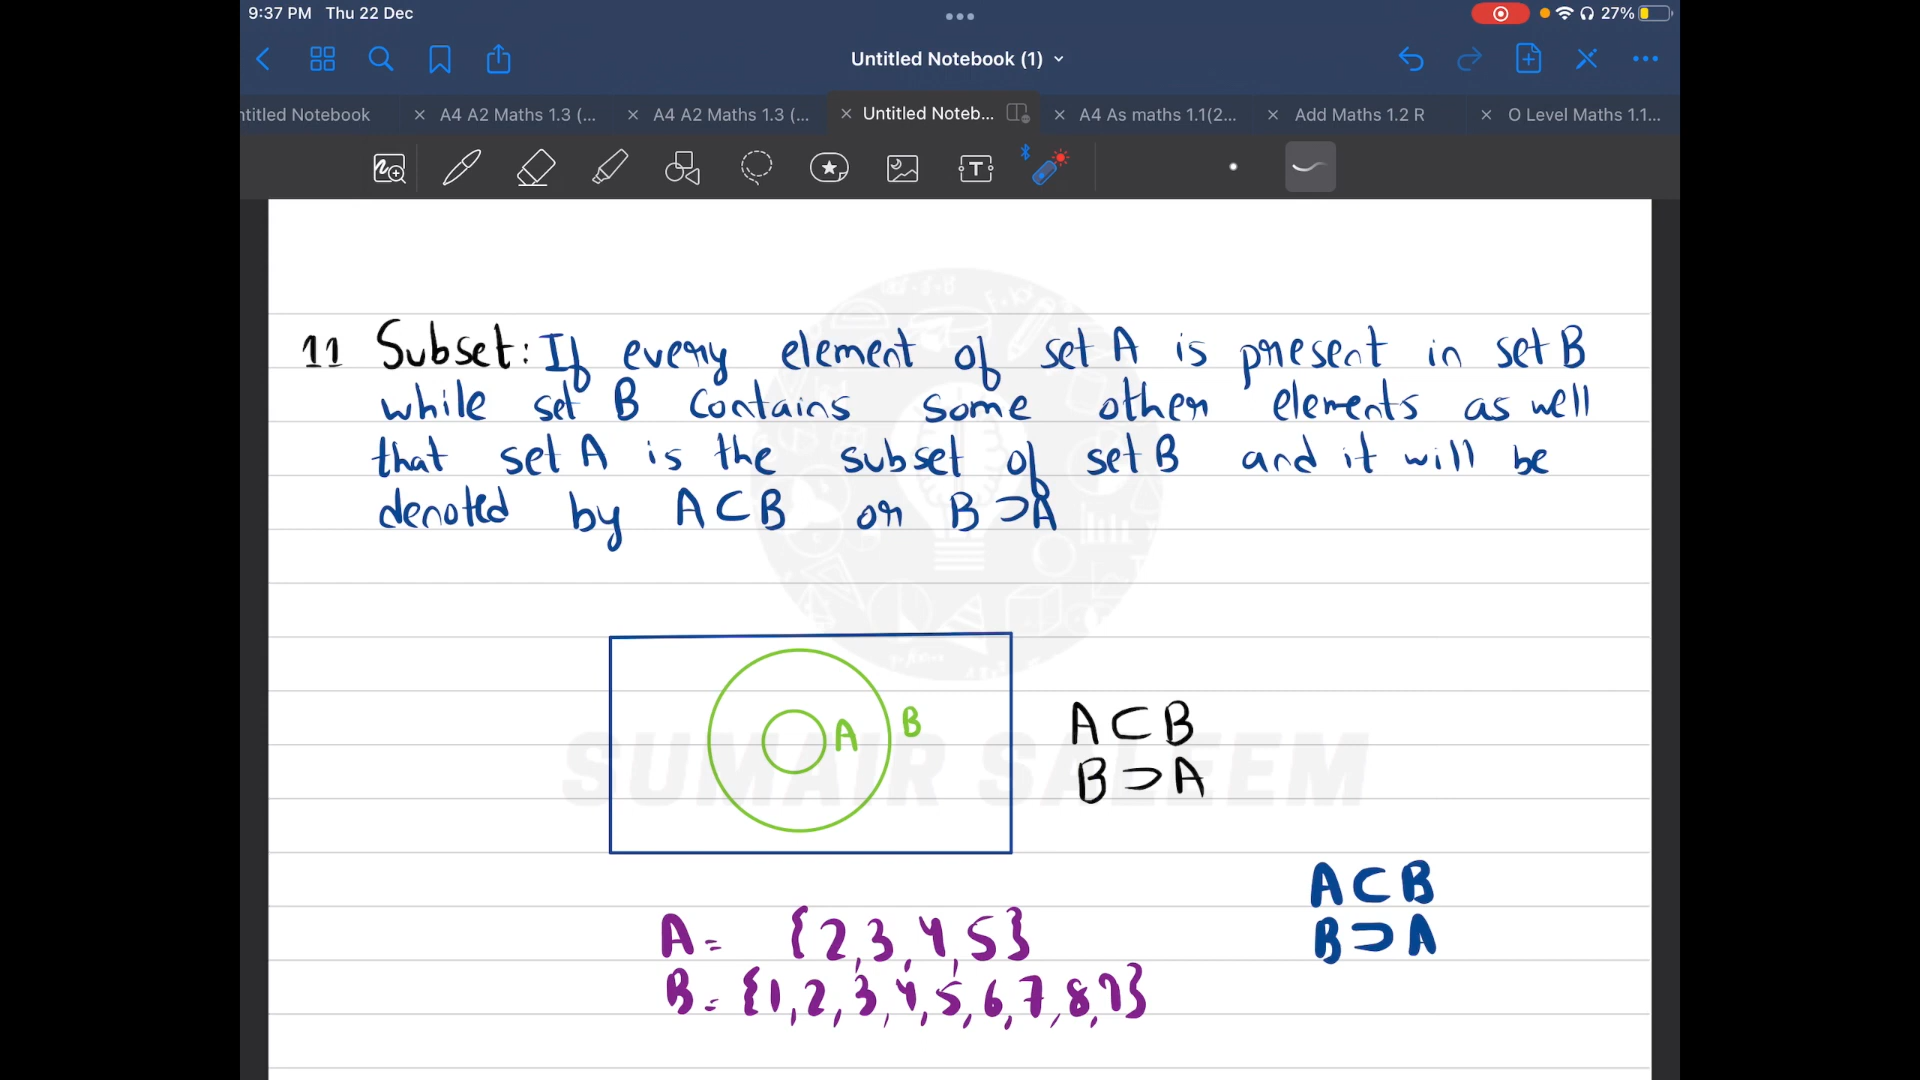 9:37 PM Thu 22 Dec
27%
Untitled Notebook (1)
ntitled Notebook
A4 A2 Maths 1.3 (...
A4 A2 Maths 1.3 (...
Untitled Noteb...
A4 As maths 1.1(2...
Add Maths 1.2 R
O Level Maths 1.1...
11 Subset: If every element of set A is present in set B
while set B contains some other elements as well
that set A is the subset of set B and it will be
denoted by A⊂B or B⊃A
A
B
A⊂B
B⊃A
SUMAIR SALEEM
A⊂B
B⊃A
A = {2,3,4,5}
B = {1,2,3,4,5,6,7,8,9}